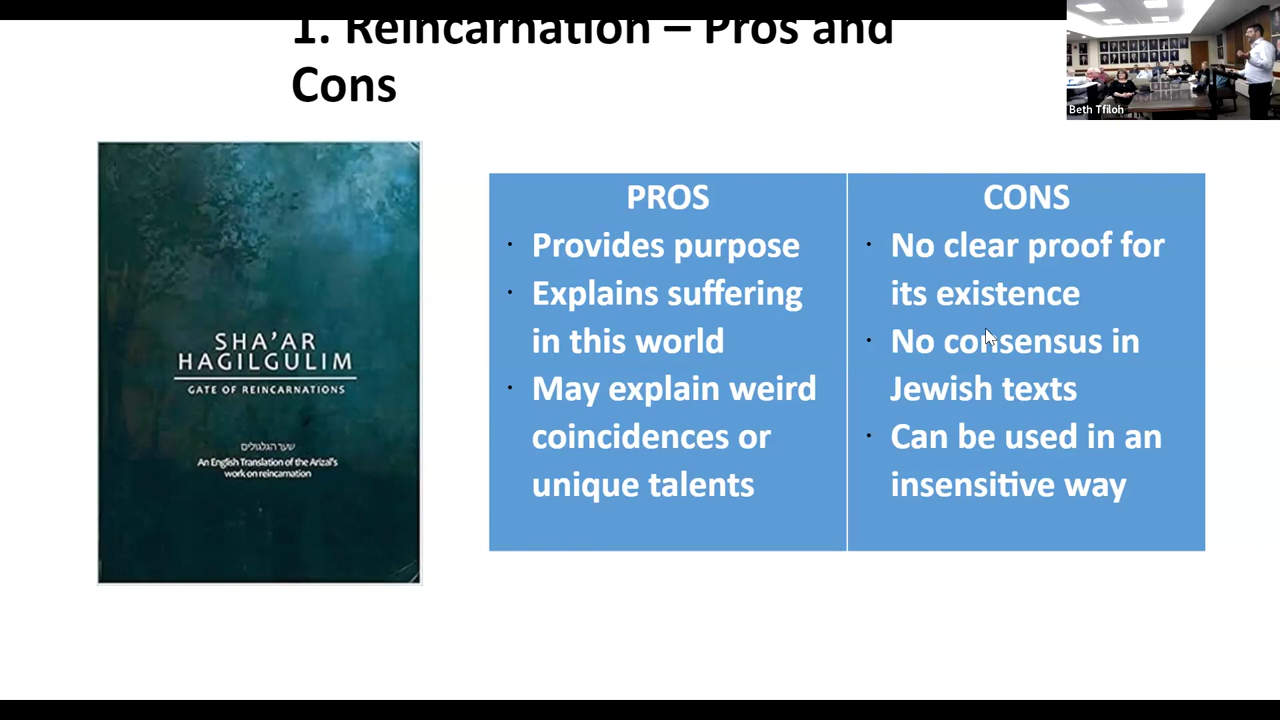 1. Reincarnation – Pros and
Cons
Beth Tfiloh
SHA'AR
HAGILGULIM
GATE OF REINCARNATIONS
שער הגלגולים
An English Translation of the Arizal's
work on reincarnation
PROS
· Provides purpose
· Explains suffering
in this world
· May explain weird
coincidences or
unique talents
CONS
· No clear proof for
its existence
· No consensus in
Jewish texts
· Can be used in an
insensitive way